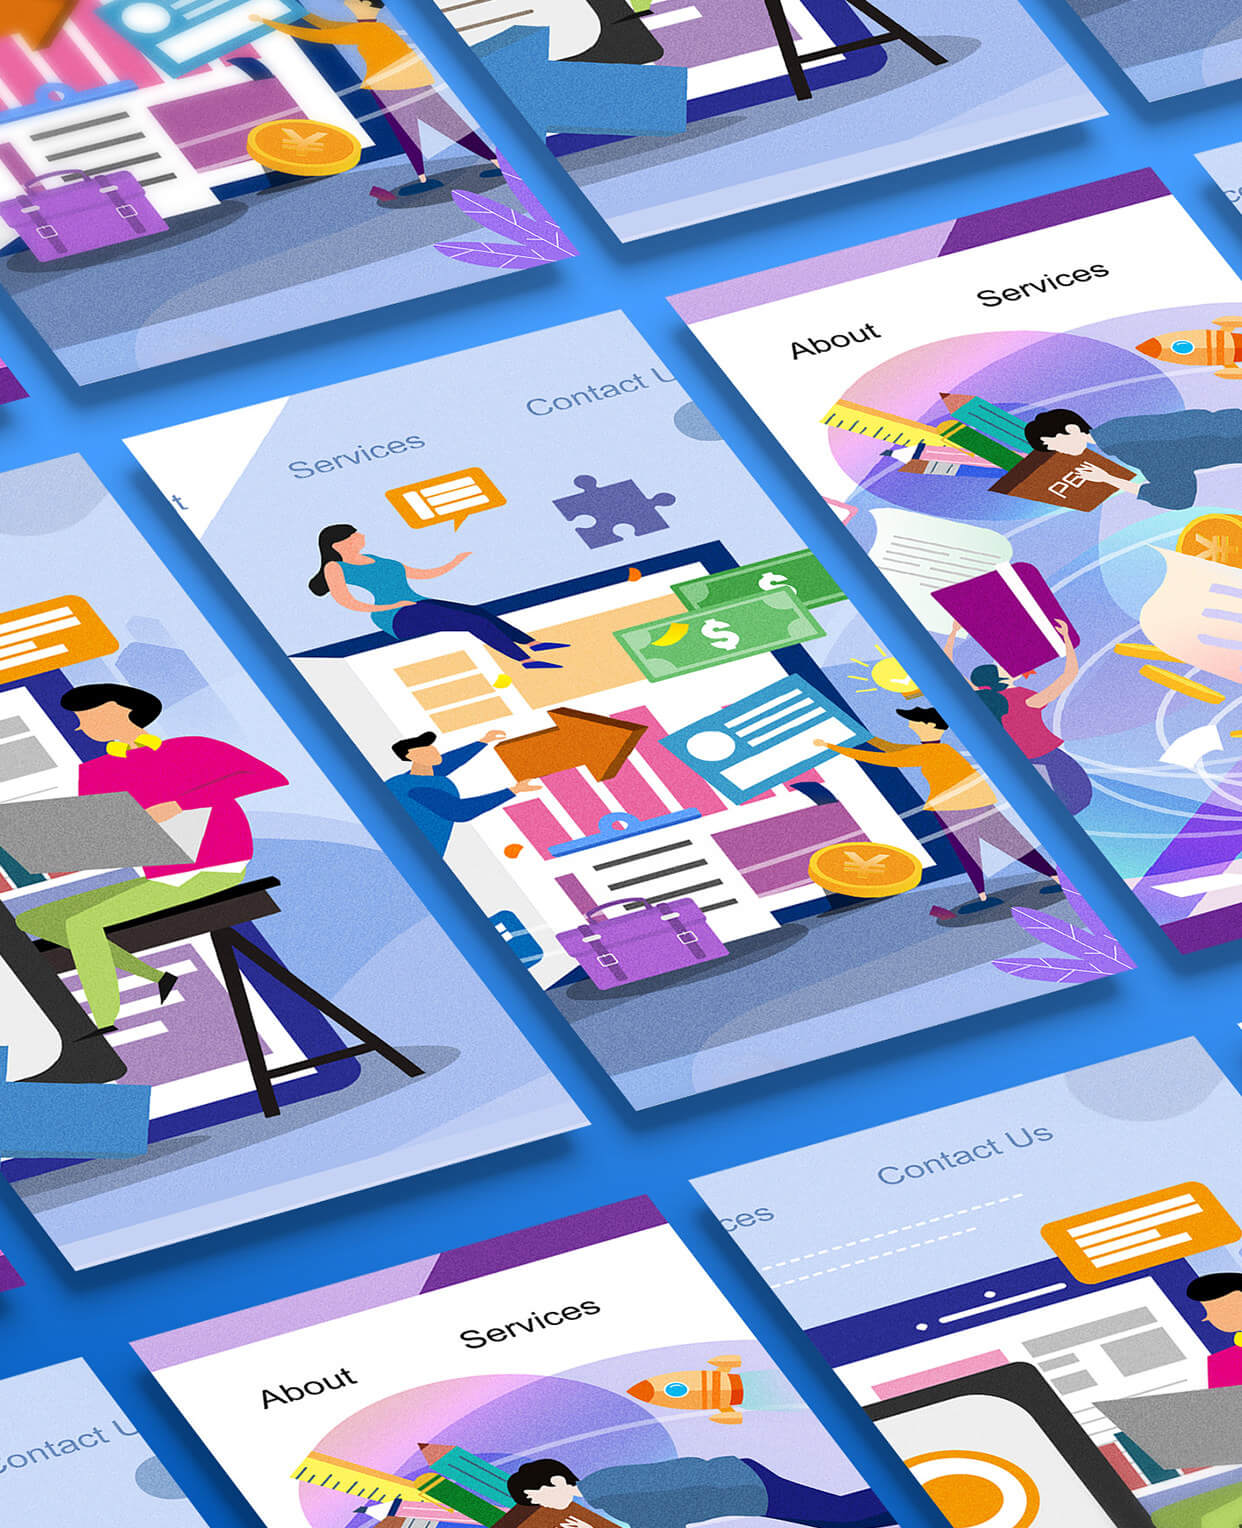 Services
About
Contact U
Services
t
$
$
¥
PEN
¥
¥
Contact Us
ces
Services
About
ontact U